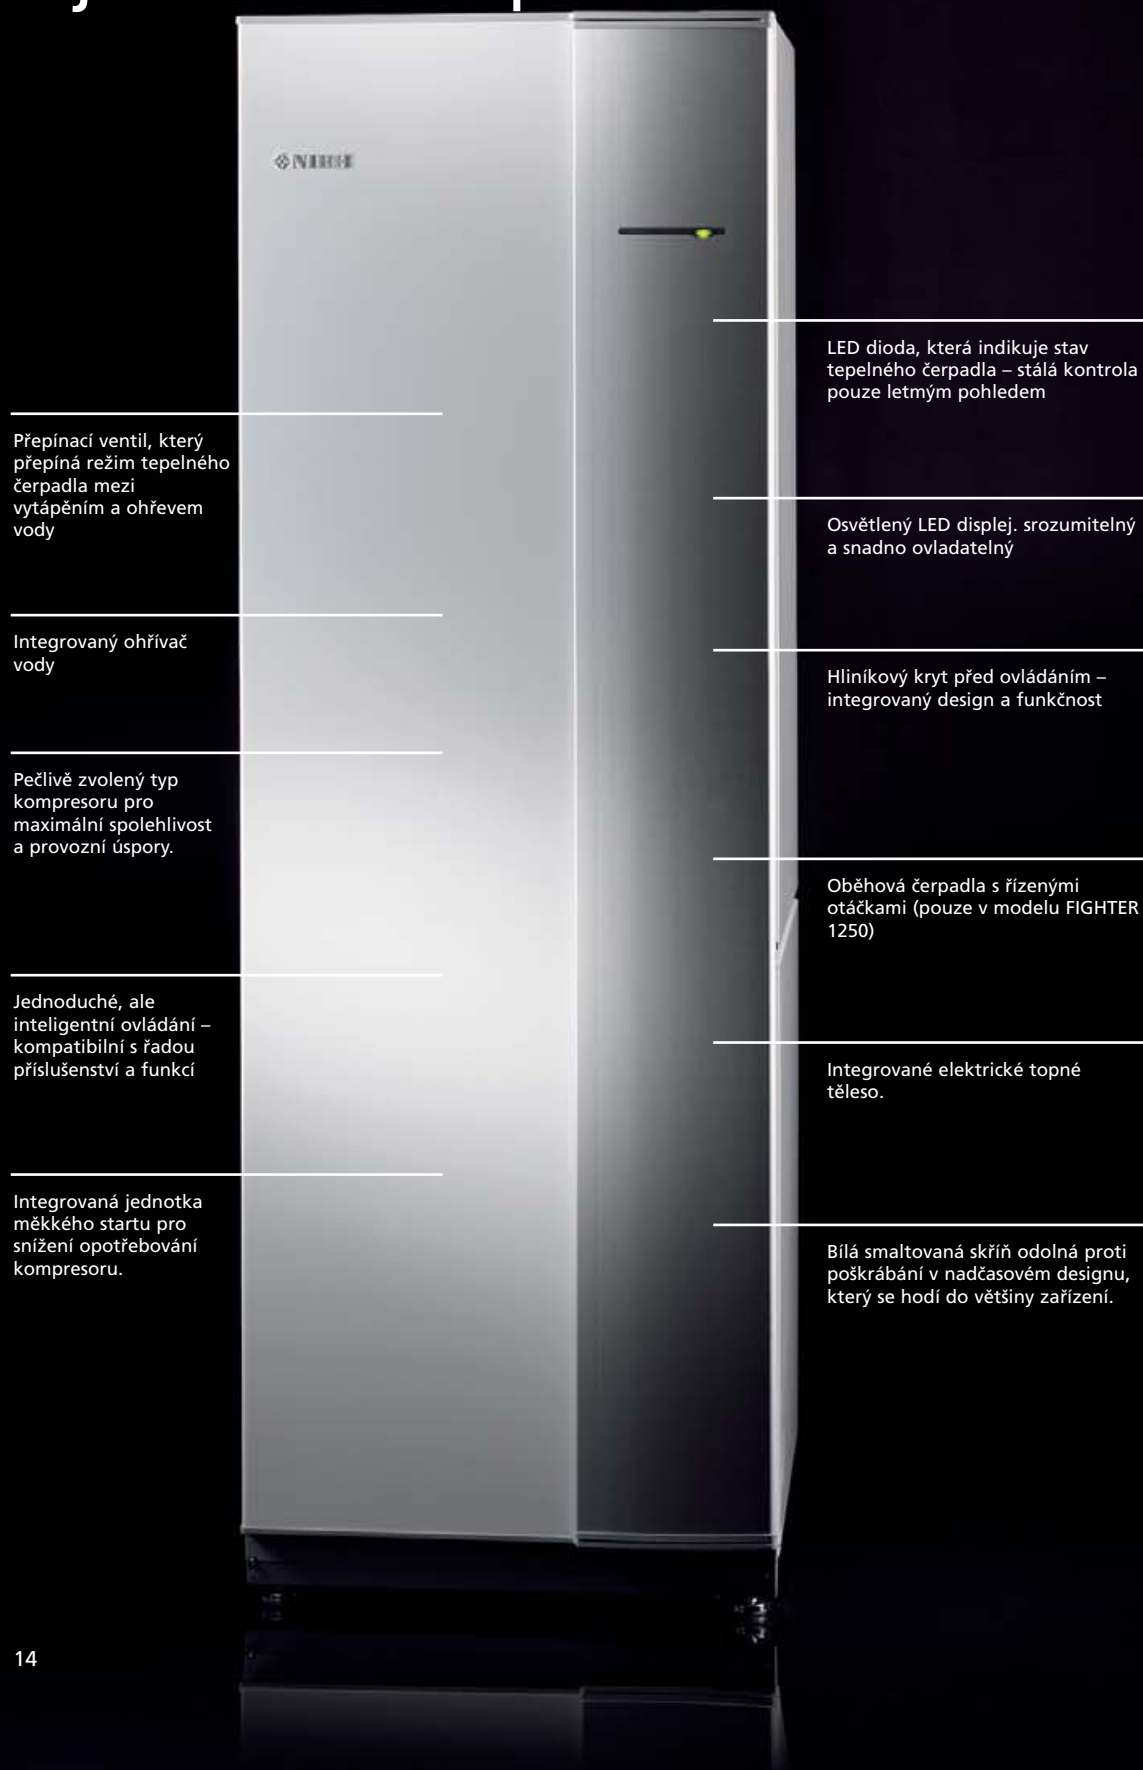 Přepínací ventil, který
přepíná režim tepelného
čerpadla mezi
vytápěním a ohřevem
vody
Integrovaný ohřívač
vody
Pečlivě zvolený typ
kompresoru pro
maximální spolehlivost
a provozní úspory.
Jednoduché, ale
inteligentní ovládání –
kompatibilní s řadou
příslušenství a funkcí
Integrovaná jednotka
měkkého startu pro
snížení opotřebování
kompresoru.
LED dioda, která indikuje stav
tepelného čerpadla – stálá kontrola
pouze letmým pohledem
Osvětlený LED displej. srozumitelný
a snadno ovladatelný
Hliníkový kryt před ovládáním –
integrovaný design a funkčnost
Oběhová čerpadla s řízenými
otáčkami (pouze v modelu FIGHTER
1250)
Integrované elektrické topné
těleso.
Bílá smaltovaná skříň odolná proti
poškrábání v nadčasovém designu,
který se hodí do většiny zařízení.
14